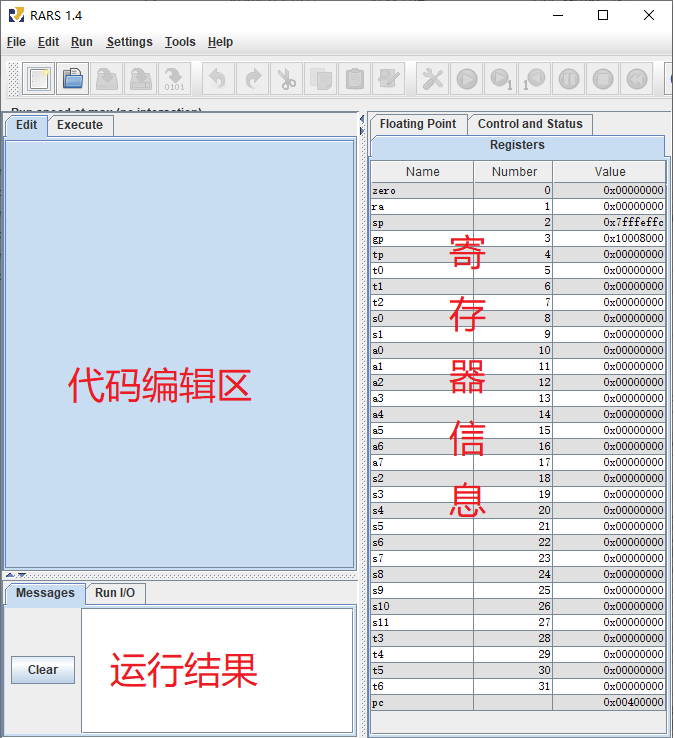 RARS 1.4
File Edit Run Settings Tools Help
Edit Execute
代码编辑区
Messages Run I/O
Clear
运行结果
Floating Point Control and Status
Registers
Name Number Value
zero 0 0x00000000
ra 1 0x00000000
sp 2 0x7fffeffc
gp 3 0x10008000
tp 4 0x00000000
t0 5 0x00000000
t1 6 0x00000000
t2 7 0x00000000
s0 8 0x00000000
s1 9 0x00000000
a0 10 0x00000000
a1 11 0x00000000
a2 12 0x00000000
a3 13 0x00000000
a4 14 0x00000000
a5 15 0x00000000
a6 16 0x00000000
a7 17 0x00000000
s2 18 0x00000000
s3 19 0x00000000
s4 20 0x00000000
s5 21 0x00000000
s6 22 0x00000000
s7 23 0x00000000
s8 24 0x00000000
s9 25 0x00000000
s10 26 0x00000000
s11 27 0x00000000
t3 28 0x00000000
t4 29 0x00000000
t5 30 0x00000000
t6 31 0x00000000
pc 0x00400000
寄存器信息